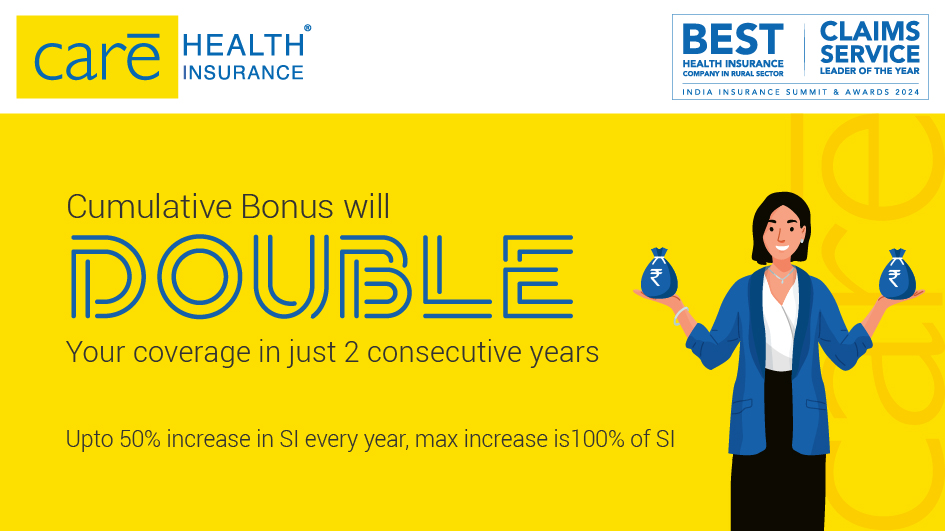 carē HEALTH®
INSURANCE
BEST
HEALTH INSURANCE
COMPANY IN RURAL SECTOR
CLAIMS
SERVICE
LEADER OF THE YEAR
INDIA INSURANCE SUMMIT & AWARDS 2024
Cumulative Bonus will
DOUBLE
Your coverage in just 2 consecutive years
Upto 50% increase in SI every year, max increase is100% of SI
₹
₹
carē